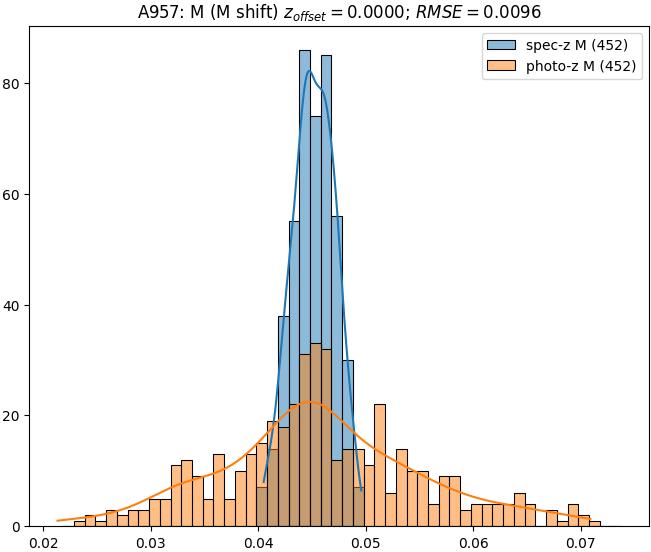 A957: M (M shift) z_offset = 0.0000; RMSE = 0.0096
spec-z M (452)
photo-z M (452)
80
60
40
20
0
0.02 0.03 0.04 0.05 0.06 0.07